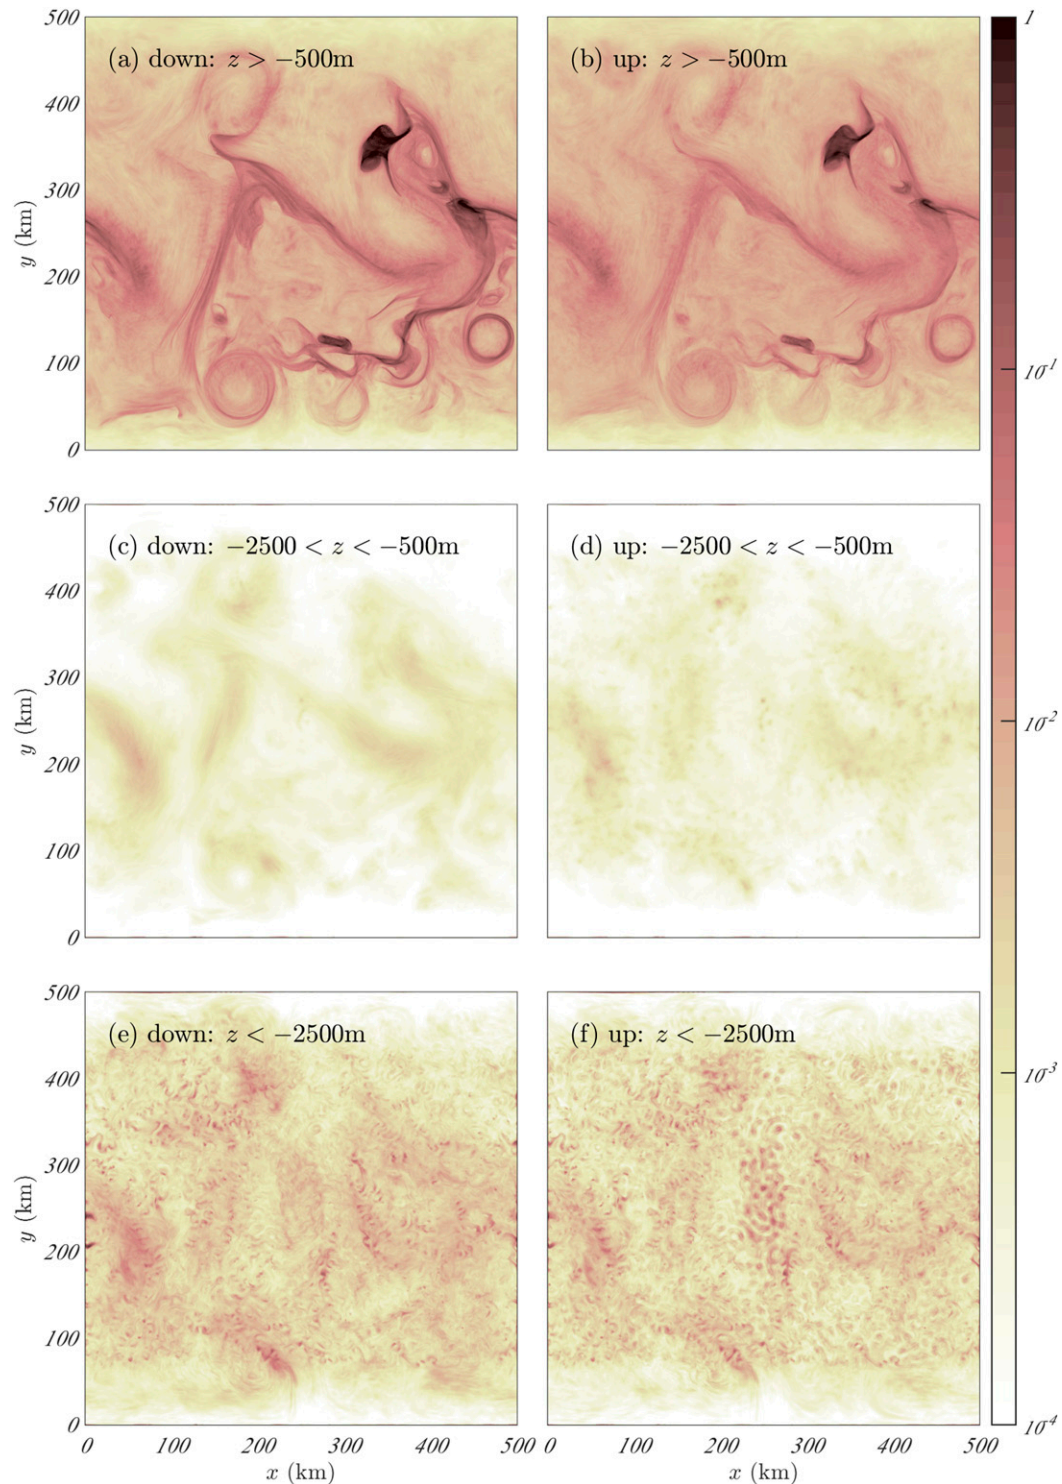 500
400
300
200
100
0
y (km)
(a) down: z > −500m
(b) up: z > −500m
1
10⁻¹
10⁻²
10⁻³
10⁻⁴
500
400
300
200
100
0
y (km)
(c) down: −2500 < z < −500m
(d) up: −2500 < z < −500m
500
400
300
200
100
0
y (km)
(e) down: z < −2500m
(f) up: z < −2500m
0 100 200 300 400 500
x (km)
0 100 200 300 400 500
x (km)